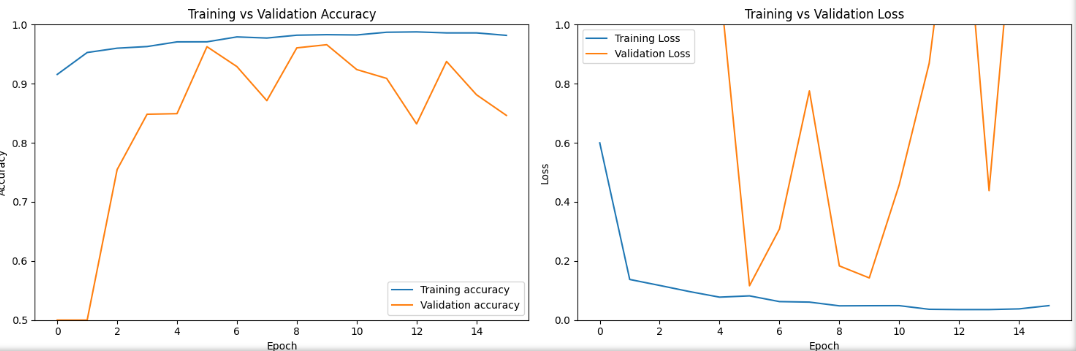 Training vs Validation Accuracy
1.0
0.9
0.8
0.7
0.6
0.5
Accuracy
0 2 4 6 8 10 12 14
Epoch
Training accuracy
Validation accuracy
Training vs Validation Loss
1.0
0.8
0.6
0.4
0.2
0.0
Loss
0 2 4 6 8 10 12 14
Epoch
Training Loss
Validation Loss